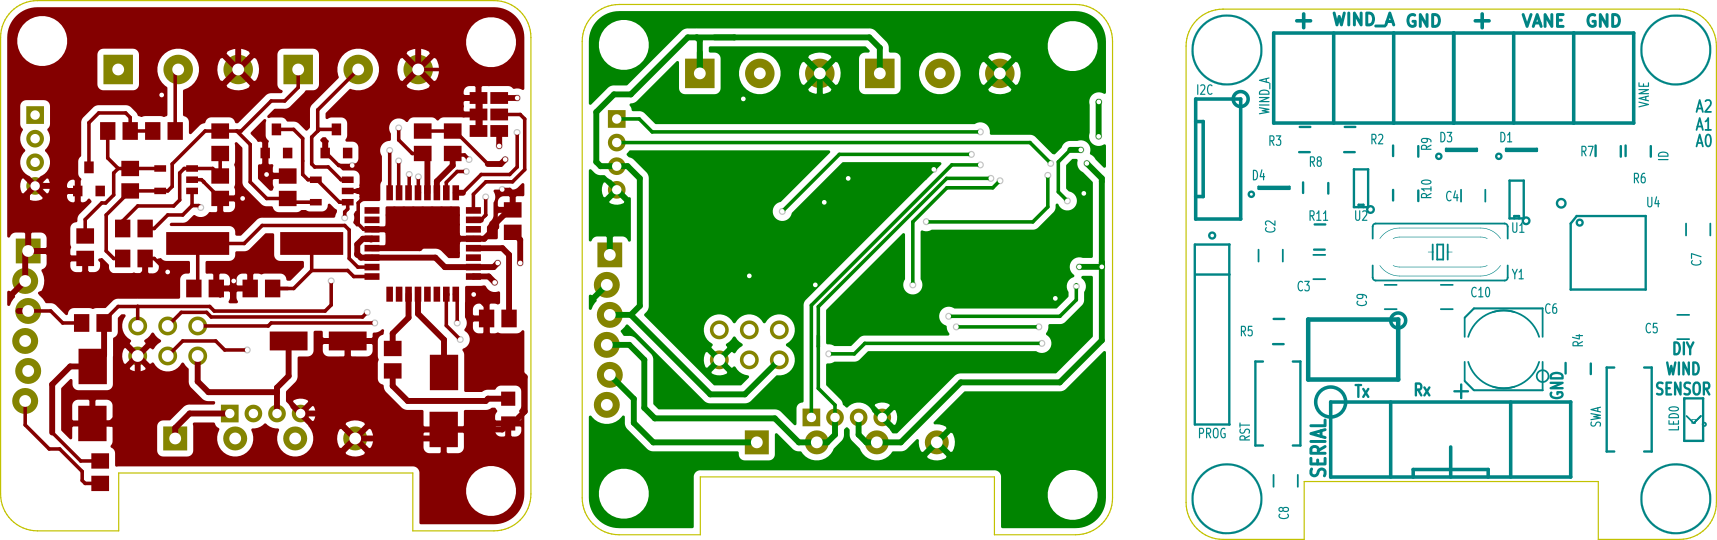 + WIND_A GND + VANE GND
I2C
WIND_A
VANE
A2
A1
A0
R3
R8
R2
R9
D3
D1
R7
ID
R6
D4
R10
C4
U4
R11
U2
U1
C2
C7
C3
Y1
C9
C10
C6
R5
C5
R4
DIY
WIND
SENSOR
Tx
Rx
+
GND
PROG
RST
SERIAL
SWA
LED0
C8